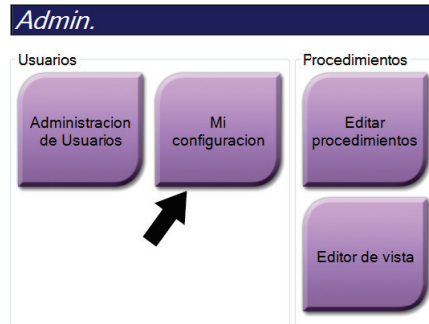 Admin.
Usuarios
Administracion
de Usuarios
Mi
configuracion
Procedimientos
Editar
procedimientos
Editor de vista